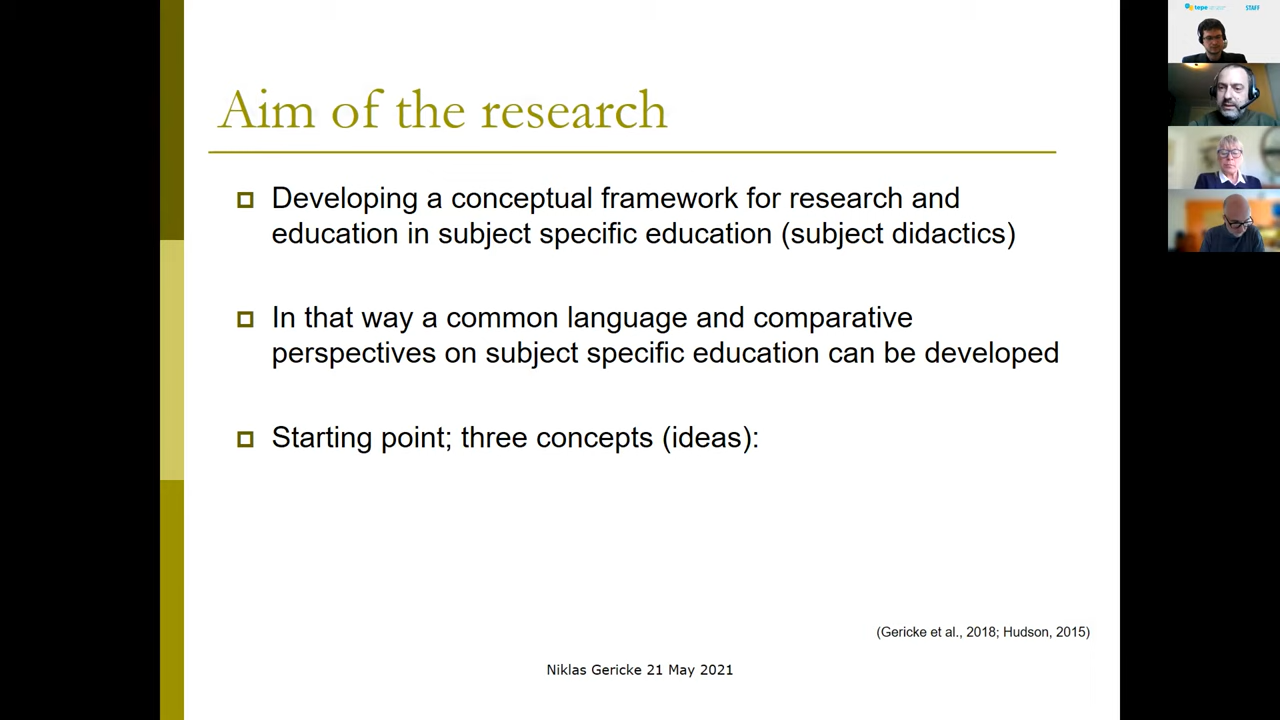 Aim of the research
Developing a conceptual framework for research and
education in subject specific education (subject didactics)
In that way a common language and comparative
perspectives on subject specific education can be developed
Starting point; three concepts (ideas):
(Gericke et al., 2018; Hudson, 2015)
Niklas Gericke 21 May 2021
tepe
STAFF